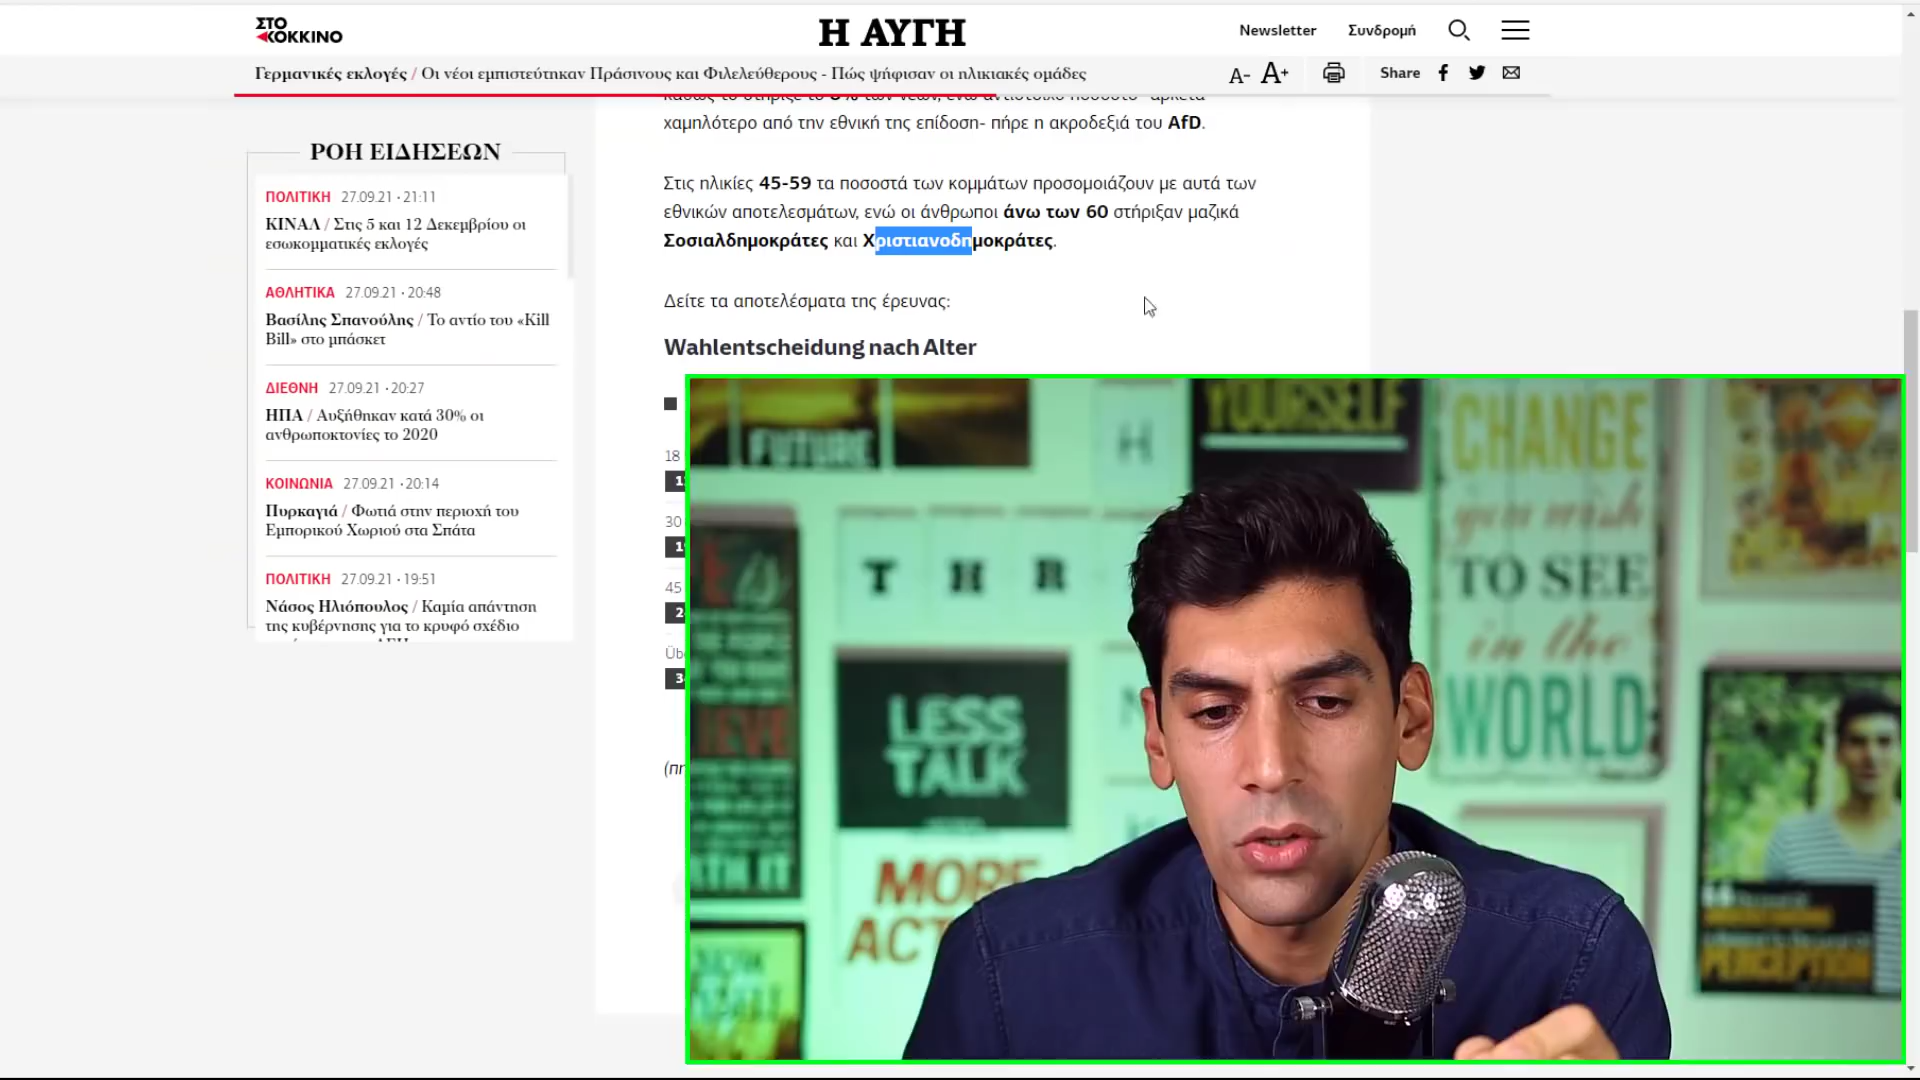 ΣΤΟ
ΚΟΚΚΙΝΟ
Η ΑΥΓΗ
Newsletter
Συνδρομή
Γερμανικές εκλογές / Οι νέοι εμπιστεύτηκαν Πράσινους και Φιλελεύθερους - Πώς ψήφισαν οι ηλικιακές ομάδες
A- A+
Share
χαμηλότερο από την εθνική της επίδοση- πήρε η ακροδεξιά του AfD.
Στις ηλικίες 45-59 τα ποσοστά των κομμάτων προσομοιάζουν με αυτά των
εθνικών αποτελεσμάτων, ενώ οι άνθρωποι άνω των 60 στήριξαν μαζικά
Σοσιαλδημοκράτες και Χριστιανοδημοκράτες.
Δείτε τα αποτελέσματα της έρευνας:
Wahlentscheidung nach Alter
18
30
45
ΡΟΗ ΕΙΔΗΣΕΩΝ
ΠΟΛΙΤΙΚΗ 27.09.21 • 21:11
ΚΙΝΑΛ / Στις 5 και 12 Δεκεμβρίου οι
εσωκομματικές εκλογές
ΑΘΛΗΤΙΚΑ 27.09.21 • 20:48
Βασίλης Σπανούλης / Το αντίο του «Kill
Bill» στο μπάσκετ
ΔΙΕΘΝΗ 27.09.21 • 20:27
ΗΠΑ / Αυξήθηκαν κατά 30% οι
ανθρωποκτονίες το 2020
ΚΟΙΝΩΝΙΑ 27.09.21 • 20:14
Πυρκαγιά / Φωτιά στην περιοχή του
Εμπορικού Χωριού στα Σπάτα
ΠΟΛΙΤΙΚΗ 27.09.21 • 19:51
Νάσος Ηλιόπουλος / Καμία απάντηση
της κυβέρνησης για το κρυφό σχέδιο
FUTURE
H
YOURSELF
CHANGE
you wish
TO SEE
in the
WORLD
T H R
LESS
TALK
MORE
PERCEPTION